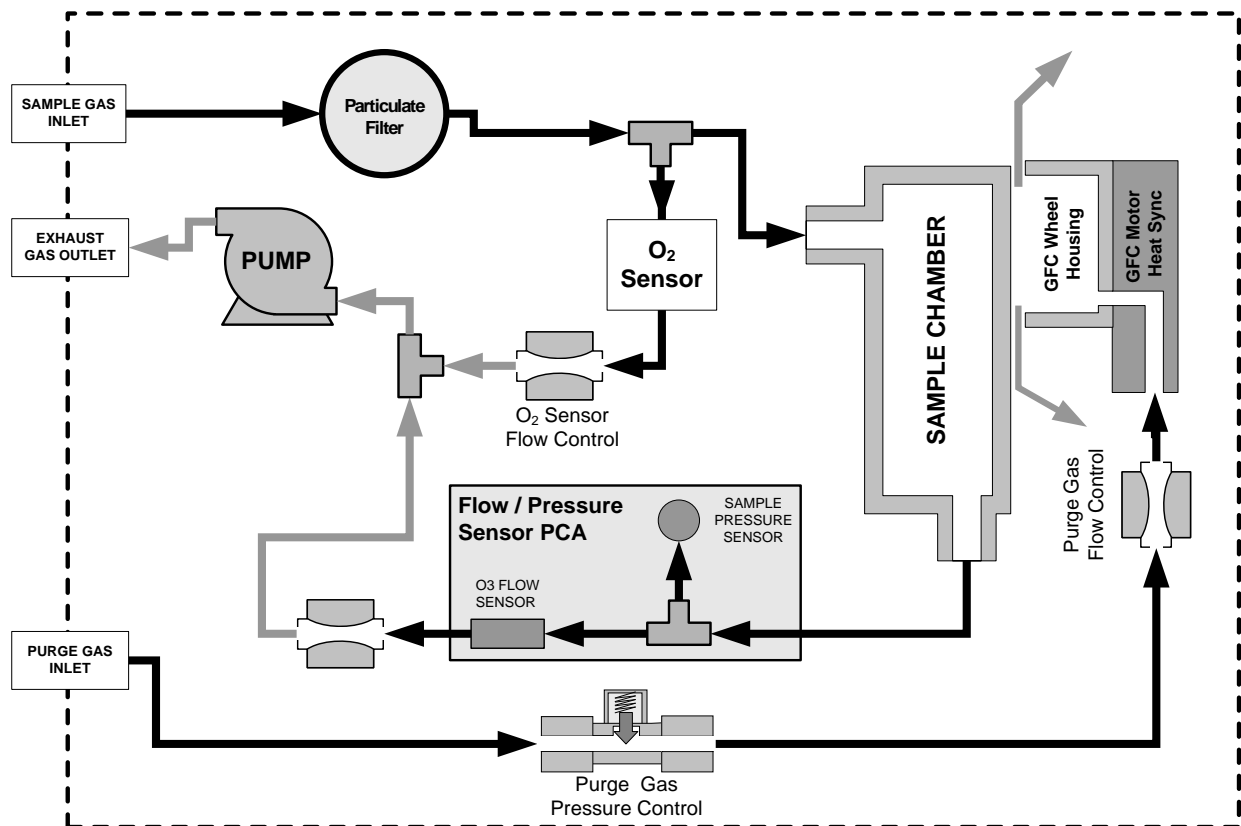 SAMPLE GAS
INLET
Particulate
Filter
EXHAUST
GAS OUTLET
PUMP
O₂
Sensor
SAMPLE CHAMBER
GFC Wheel
Housing
GFC Motor
Heat Sync
O₂ Sensor
Flow Control
Flow / Pressure
Sensor PCA
SAMPLE
PRESSURE
SENSOR
O3 FLOW
SENSOR
Purge Gas
Flow Control
PURGE GAS
INLET
Purge Gas
Pressure Control